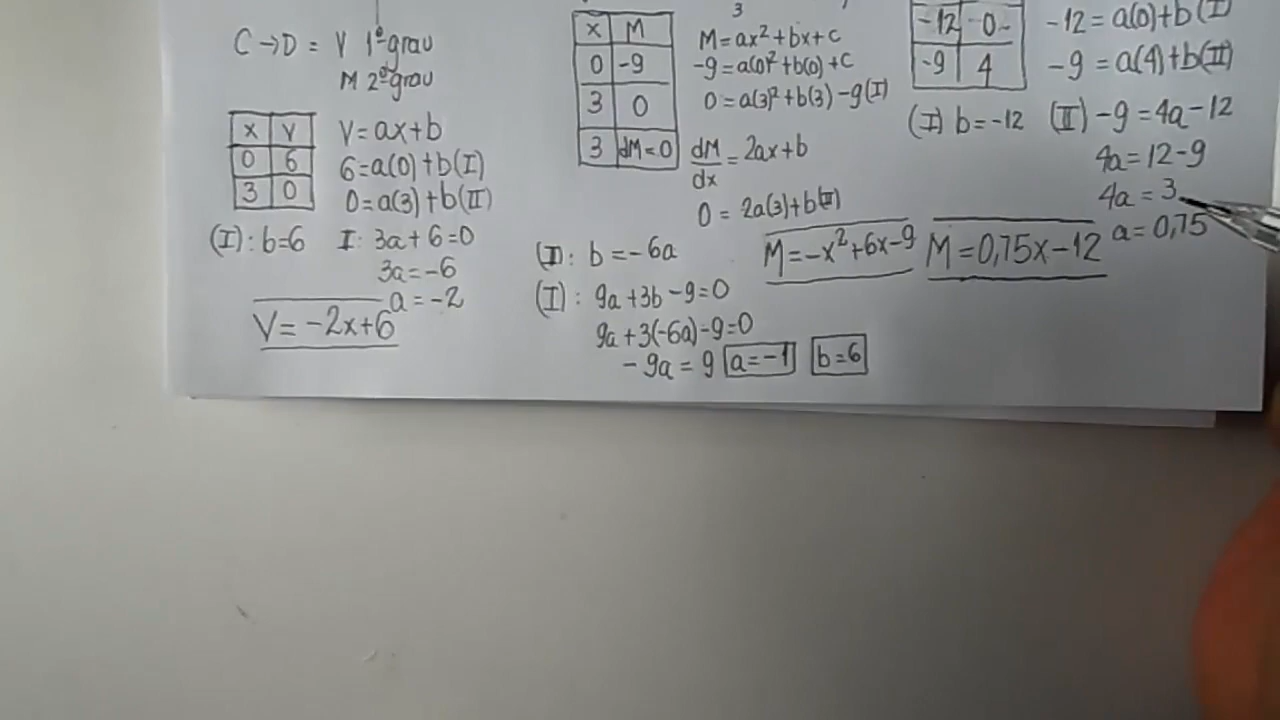 C→D = V 1º grau
M 2º grau
x V
0 6
3 0
V=ax+b
6=a(0)+b(I)
0=a(3)+b(II)
(I): b=6 I: 3a+6=0
3a=-6
a=-2
V=-2x+6
3
x M
0 -9
3 0
3 dM=0
M=ax²+bx+c
-9=a(0)²+b(0)+c
0=a(3)²+b(3)-9(I)
dM/dx=2ax+b
0=2a(3)+b(II)
(II): b=-6a
(I): 9a+3b-9=0
9a+3(-6a)-9=0
-9a=9 a=-1 b=6
M=-x²+6x-9
-12 0
-9 4
-12=a(0)+b(I)
-9=a(4)+b(II)
(I) b=-12 (II)-9=4a-12
4a=12-9
4a=3
a=0,75
M=0,75x-12